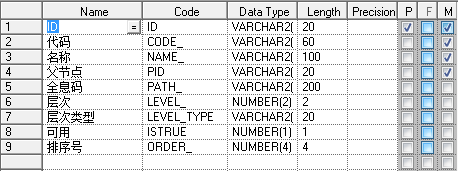 Name Code Data Type Length Precision P F M
1 ID = ID VARCHAR2( 20
2 代码 CODE_ VARCHAR2( 60
3 名称 NAME_ VARCHAR2( 100
4 父节点 PID VARCHAR2( 20
5 全息码 PATH_ VARCHAR2( 200
6 层次 LEVEL_ NUMBER(2) 2
7 层次类型 LEVEL_TYPE VARCHAR2( 20
8 可用 ISTRUE NUMBER(1) 1
9 排序号 ORDER_ NUMBER(4) 4